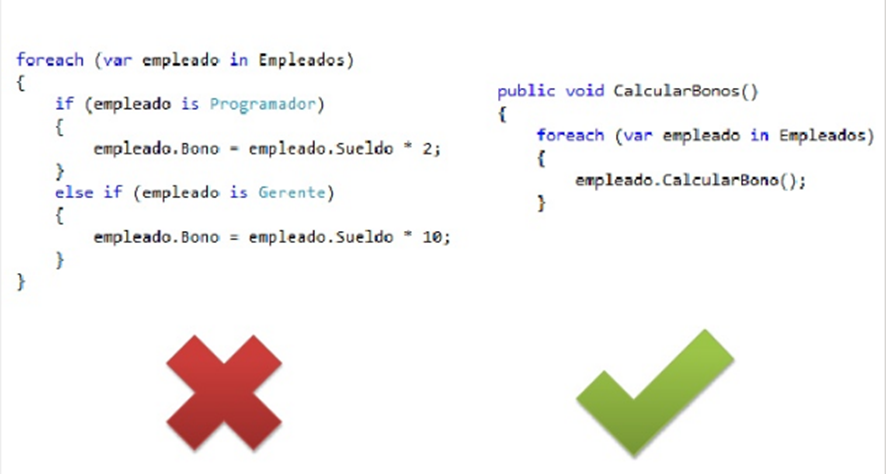 foreach (var empleado in Empleados)
{
    if (empleado is Programador)
    {
        empleado.Bono = empleado.Sueldo * 2;
    }
    else if (empleado is Gerente)
    {
        empleado.Bono = empleado.Sueldo * 10;
    }
}
public void CalcularBonos()
{
    foreach (var empleado in Empleados)
    {
        empleado.CalcularBono();
    }